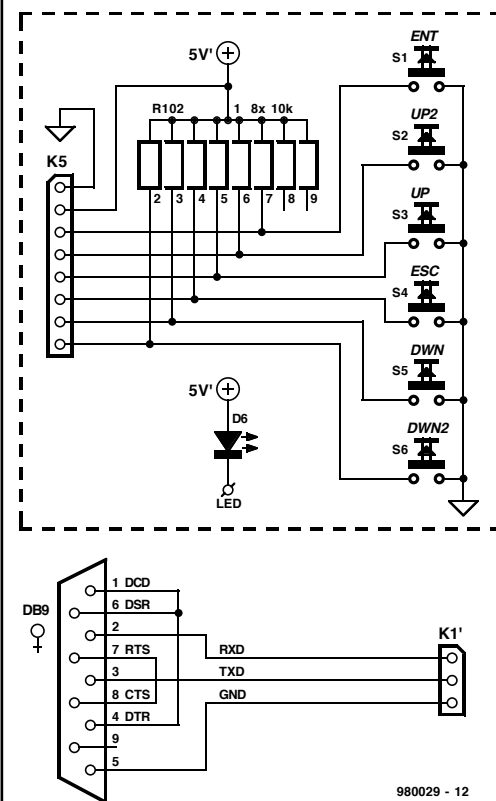 ENT
5V'
S1
R102 1 8x 10k
UP2
S2
K5
UP
2 3 4 5 6 7 8 9
S3
ESC
S4
DWN
5V'
S5
D6
DWN2
S6
LED
1 DCD
DB9
6 DSR
K1'
2
7 RTS
RXD
3
TXD
8 CTS
GND
4 DTR
9
5
980029 - 12